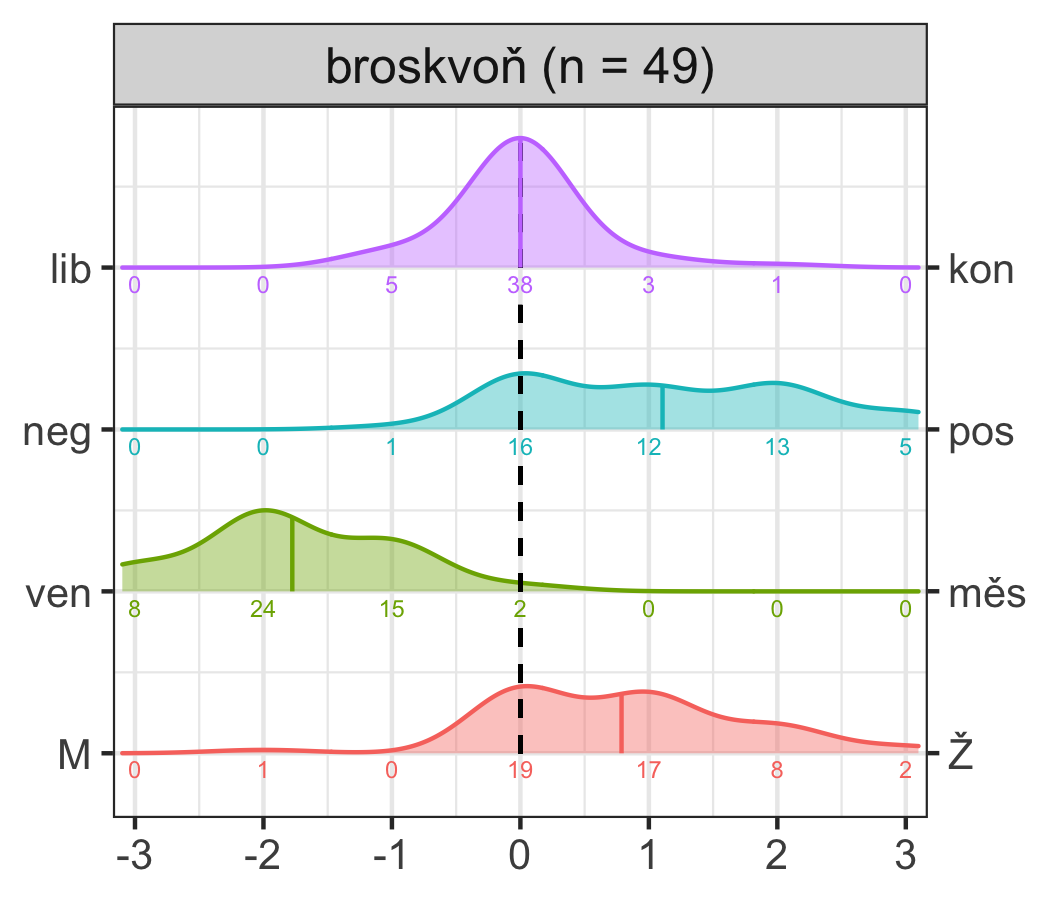 broskvoň (n = 49)
lib kon
0 0 5 38 3 1 0
neg pos
0 0 1 16 12 13 5
ven měs
8 24 15 2 0 0 0
M Ž
0 1 0 19 17 8 2
-3 -2 -1 0 1 2 3